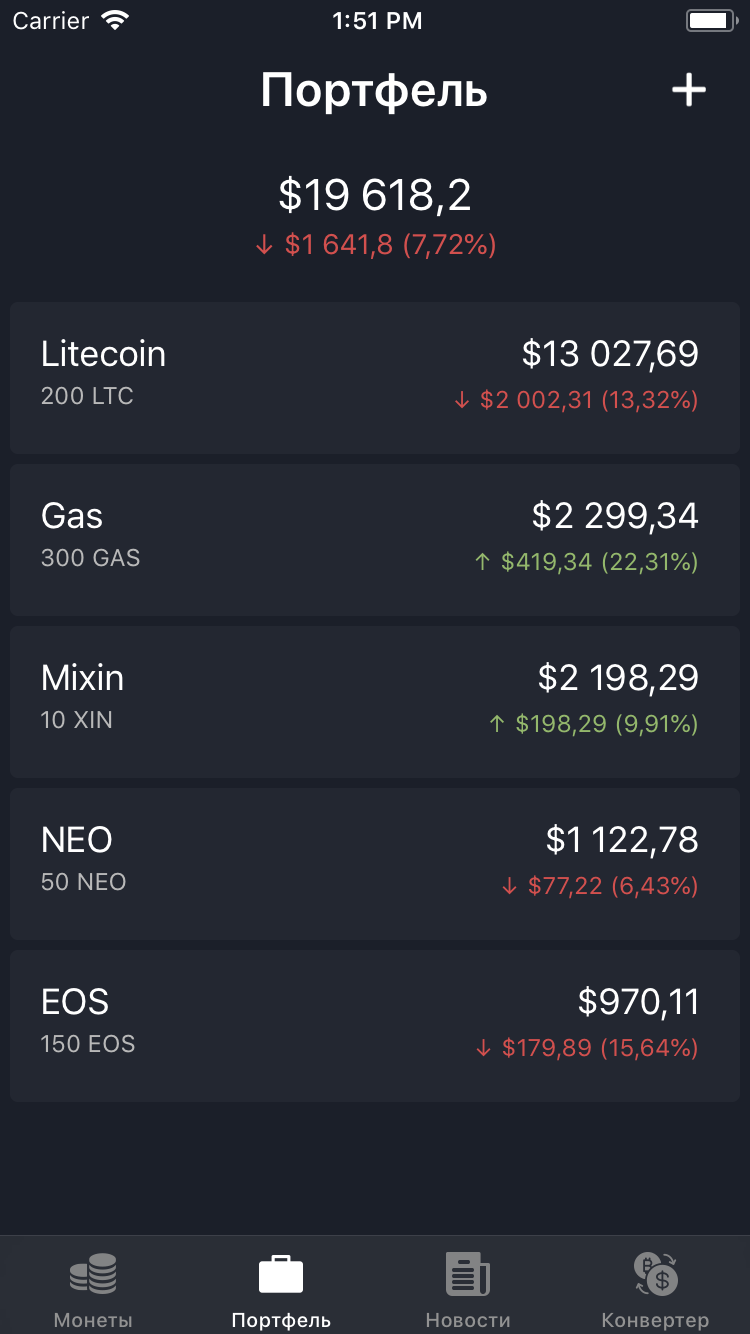 Carrier 1:51 PM
Портфель
$19 618,2
↓ $1 641,8 (7,72%)
Litecoin $13 027,69
200 LTC ↓ $2 002,31 (13,32%)
Gas $2 299,34
300 GAS ↑ $419,34 (22,31%)
Mixin $2 198,29
10 XIN ↑ $198,29 (9,91%)
NEO $1 122,78
50 NEO ↓ $77,22 (6,43%)
EOS $970,11
150 EOS ↓ $179,89 (15,64%)
Монеты Портфель Новости Конвертер